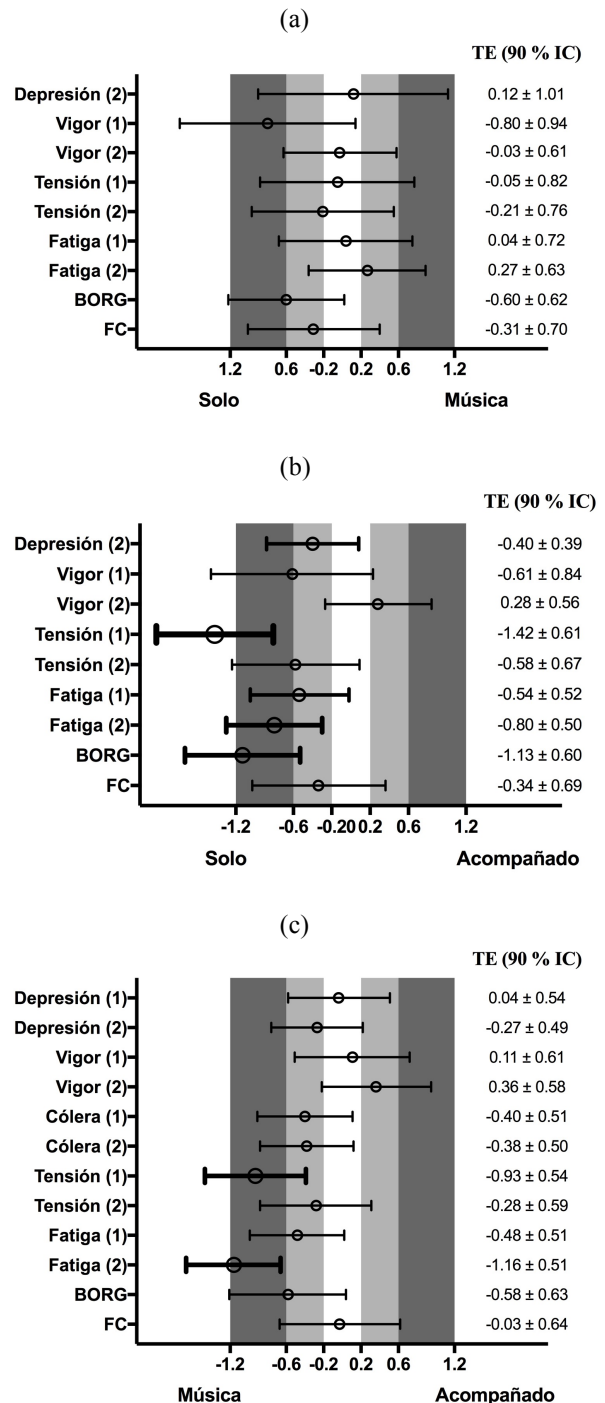 (a)
TE (90 % IC)
Depresión (2) 0.12 ± 1.01
Vigor (1) -0.80 ± 0.94
Vigor (2) -0.03 ± 0.61
Tensión (1) -0.05 ± 0.82
Tensión (2) -0.21 ± 0.76
Fatiga (1) 0.04 ± 0.72
Fatiga (2) 0.27 ± 0.63
BORG -0.60 ± 0.62
FC -0.31 ± 0.70
1.2 0.6 -0.2 0.2 0.6 1.2
Solo Música
(b)
TE (90 % IC)
Depresión (2) -0.40 ± 0.39
Vigor (1) -0.61 ± 0.84
Vigor (2) 0.28 ± 0.56
Tensión (1) -1.42 ± 0.61
Tensión (2) -0.58 ± 0.67
Fatiga (1) -0.54 ± 0.52
Fatiga (2) -0.80 ± 0.50
BORG -1.13 ± 0.60
FC -0.34 ± 0.69
-1.2 -0.6 -0.20 0.2 0.6 1.2
Solo Acompañado
(c)
TE (90 % IC)
Depresión (1) 0.04 ± 0.54
Depresión (2) -0.27 ± 0.49
Vigor (1) 0.11 ± 0.61
Vigor (2) 0.36 ± 0.58
Cólera (1) -0.40 ± 0.51
Cólera (2) -0.38 ± 0.50
Tensión (1) -0.93 ± 0.54
Tensión (2) -0.28 ± 0.59
Fatiga (1) -0.48 ± 0.51
Fatiga (2) -1.16 ± 0.51
BORG -0.58 ± 0.63
FC -0.03 ± 0.64
-1.2 -0.6 -0.2 0.2 0.6 1.2
Música Acompañado